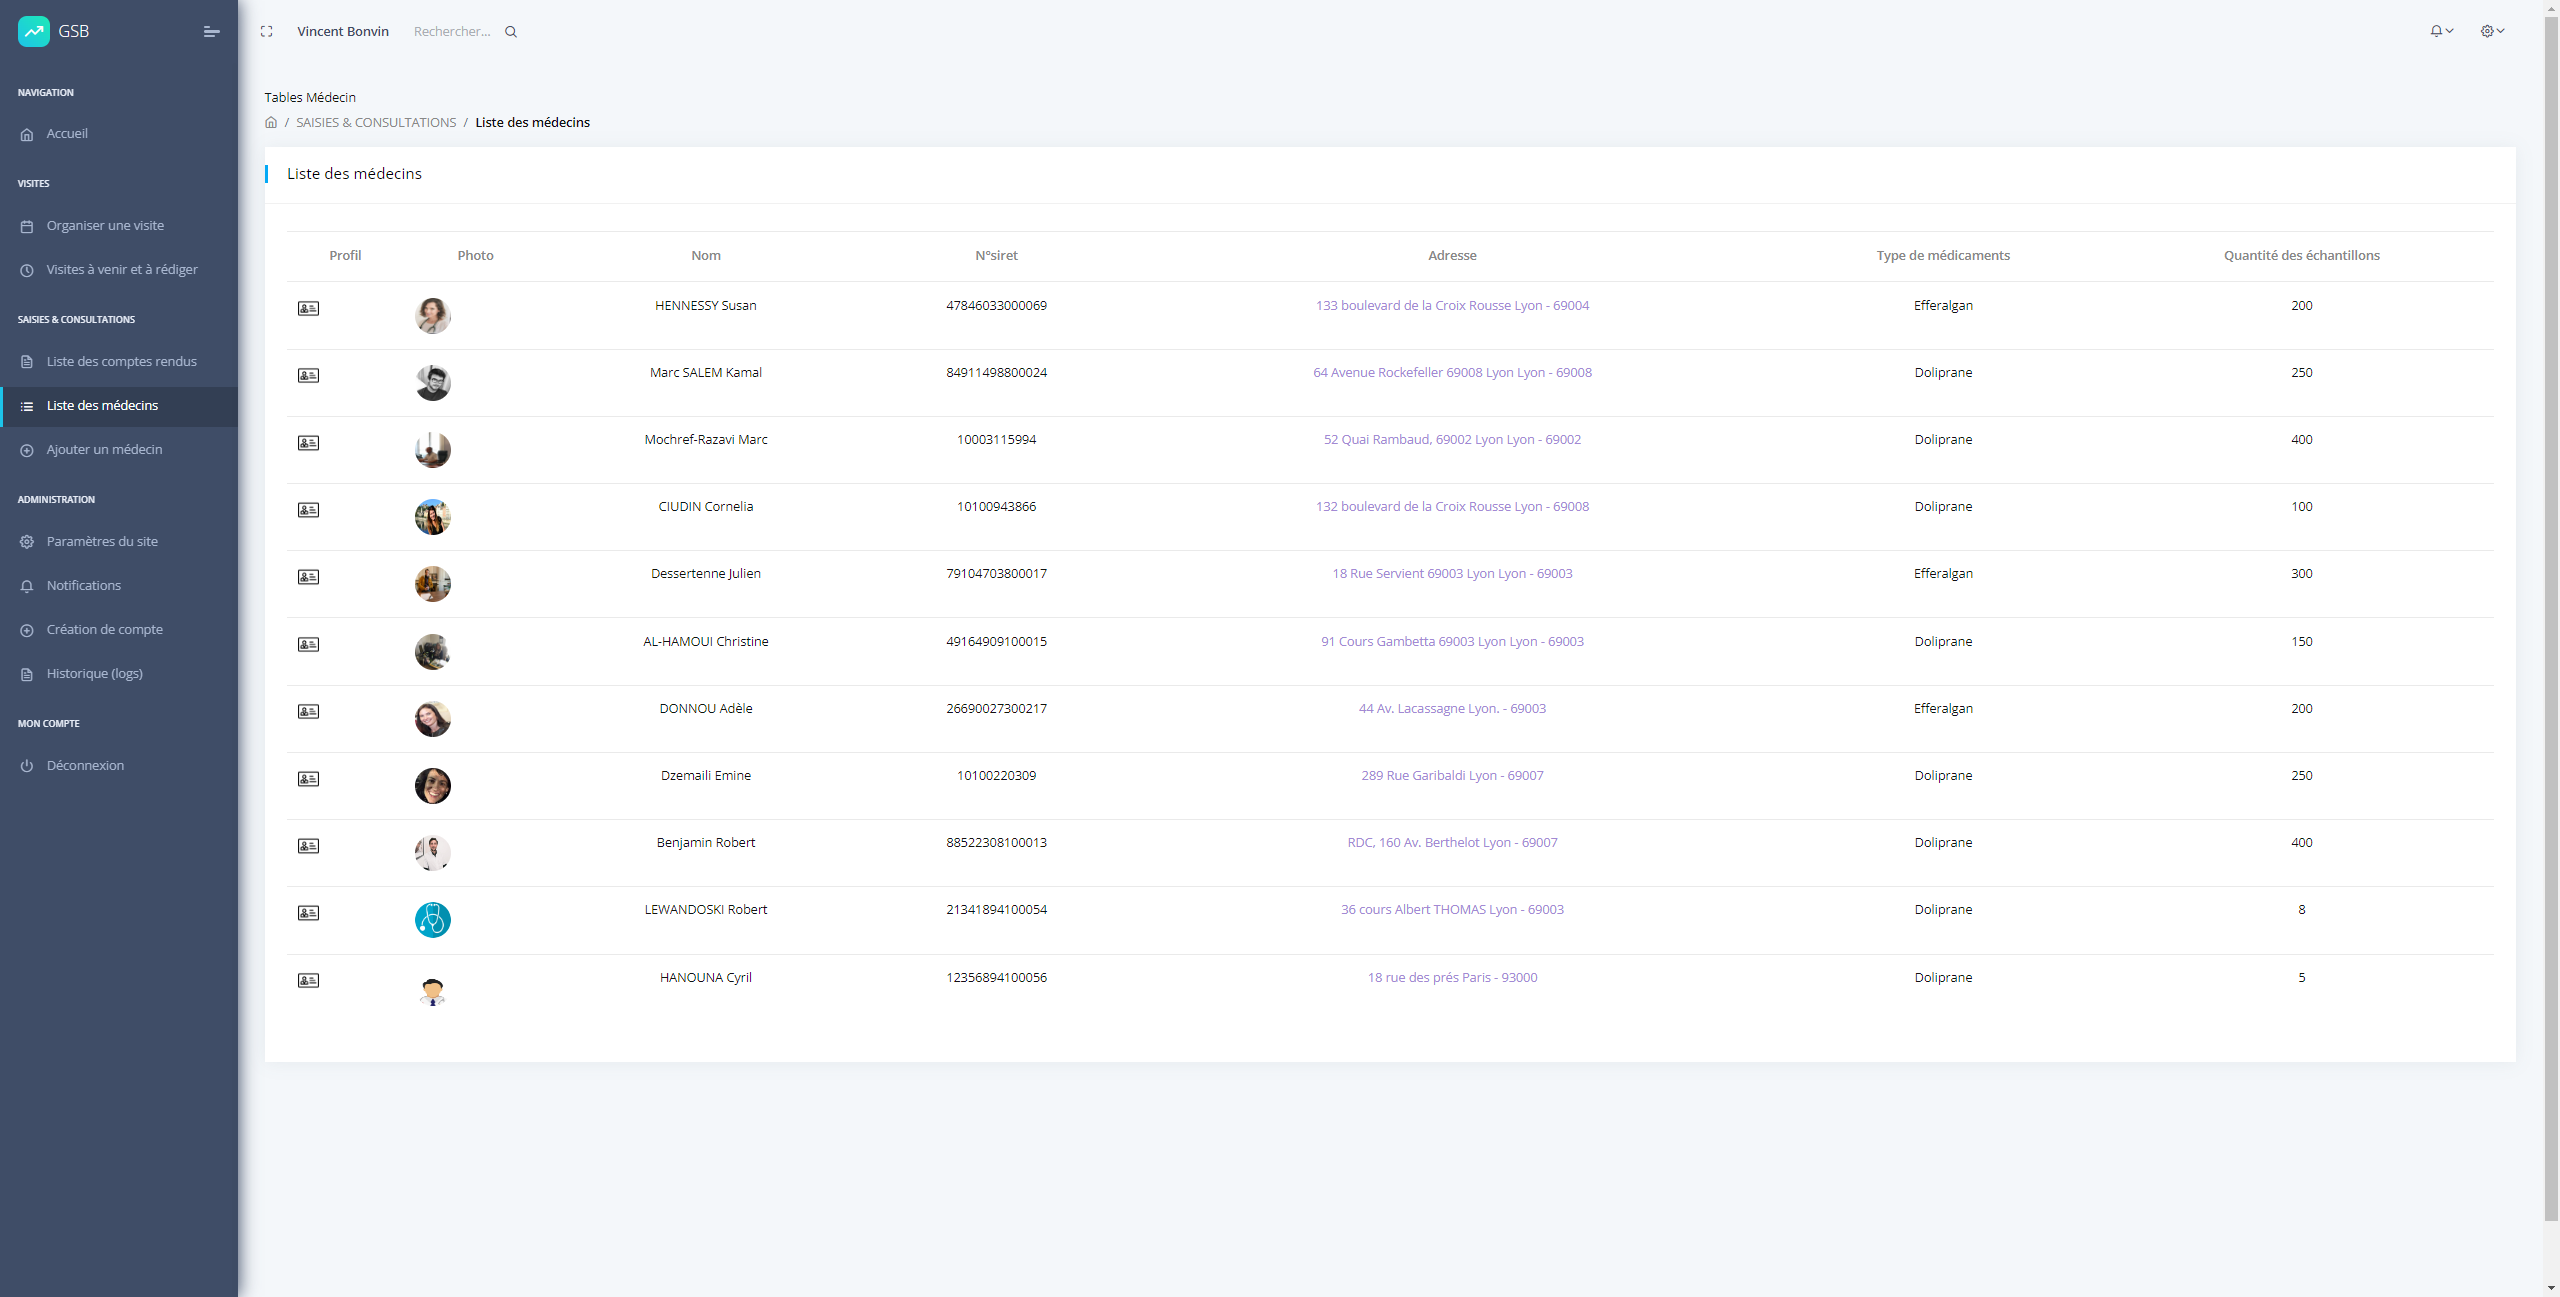 GSB
NAVIGATION
Accueil
VISITES
Organiser une visite
Visites à venir et à rédiger
SAISIES & CONSULTATIONS
Liste des comptes rendus
Liste des médecins
Ajouter un médecin
ADMINISTRATION
Paramètres du site
Notifications
Création de compte
Historique (logs)
MON COMPTE
Déconnexion
Vincent Bonvin Rechercher...
Tables Médecin
/ SAISIES & CONSULTATIONS / Liste des médecins
Liste des médecins
Profil Photo Nom N°siret Adresse Type de médicaments Quantité des échantillons
HENNESSY Susan 47846033000069 133 boulevard de la Croix Rousse Lyon - 69004 Efferalgan 200
Marc SALEM Kamal 84911498800024 64 Avenue Rockefeller 69008 Lyon Lyon - 69008 Doliprane 250
Mochref-Razavi Marc 10003115994 52 Quai Rambaud, 69002 Lyon Lyon - 69002 Doliprane 400
CIUDIN Cornelia 10100943866 132 boulevard de la Croix Rousse Lyon - 69008 Doliprane 100
Dessertenne Julien 79104703800017 18 Rue Servient 69003 Lyon Lyon - 69003 Efferalgan 300
AL-HAMOUI Christine 49164909100015 91 Cours Gambetta 69003 Lyon Lyon - 69003 Doliprane 150
DONNOU Adèle 26690027300217 44 Av. Lacassagne Lyon. - 69003 Efferalgan 200
Dzemaili Emine 10100220309 289 Rue Garibaldi Lyon - 69007 Doliprane 250
Benjamin Robert 88522308100013 RDC, 160 Av. Berthelot Lyon - 69007 Doliprane 400
LEWANDOSKI Robert 21341894100054 36 cours Albert THOMAS Lyon - 69003 Doliprane 8
HANOUNA Cyril 12356894100056 18 rue des prés Paris - 93000 Doliprane 5